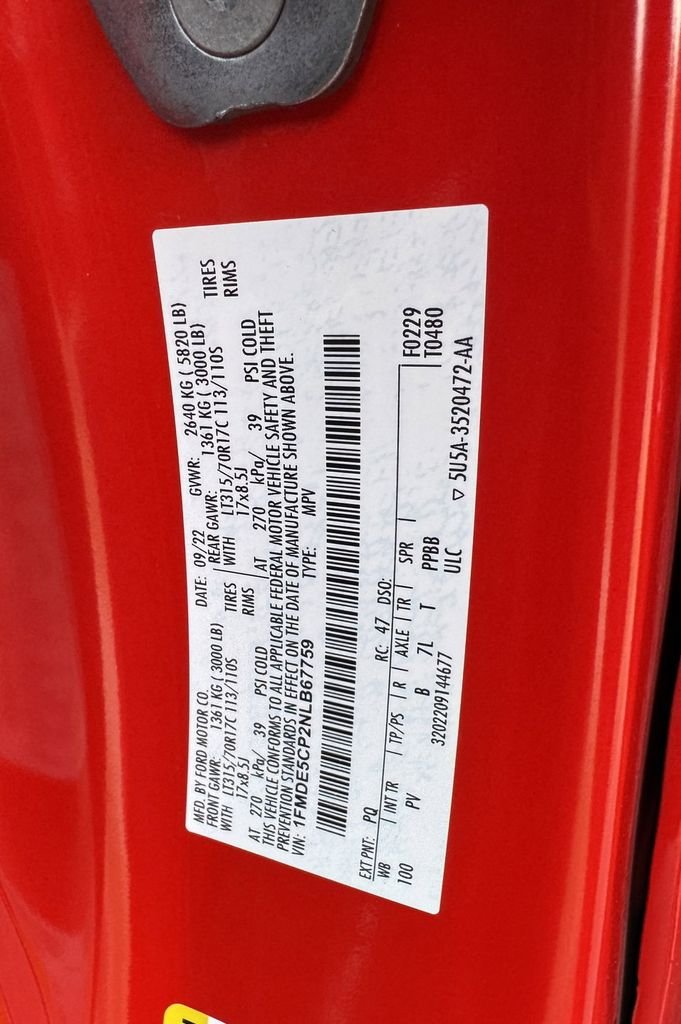 MFD. BY FORD MOTOR CO. DATE: 09/22 GVWR: 2640 KG ( 5820 LB)
FRONT GAWR: 1361 KG ( 3000 LB) REAR GAWR: 1361 KG ( 3000 LB)
WITH LT315/70R17C 113/110S TIRES WITH LT315/70R17C 113/110S TIRES
17x8.5J RIMS 17x8.5J RIMS
AT 270 kPa/ 39 PSI COLD AT 270 kPa/ 39 PSI COLD
THIS VEHICLE CONFORMS TO ALL APPLICABLE FEDERAL MOTOR VEHICLE SAFETY AND THEFT
PREVENTION STANDARDS IN EFFECT ON THE DATE OF MANUFACTURE SHOWN ABOVE.
VIN: 1FMDE5CP2NLB67759 TYPE: MPV
EXT PNT: PQ RC: 47 DSO: F0229
WB INT TR TP/PS R AXLE TR SPR T0480
100 PV B 7L T PPBB
3202209144677 ULC ▽ 5U5A-3520472-AA